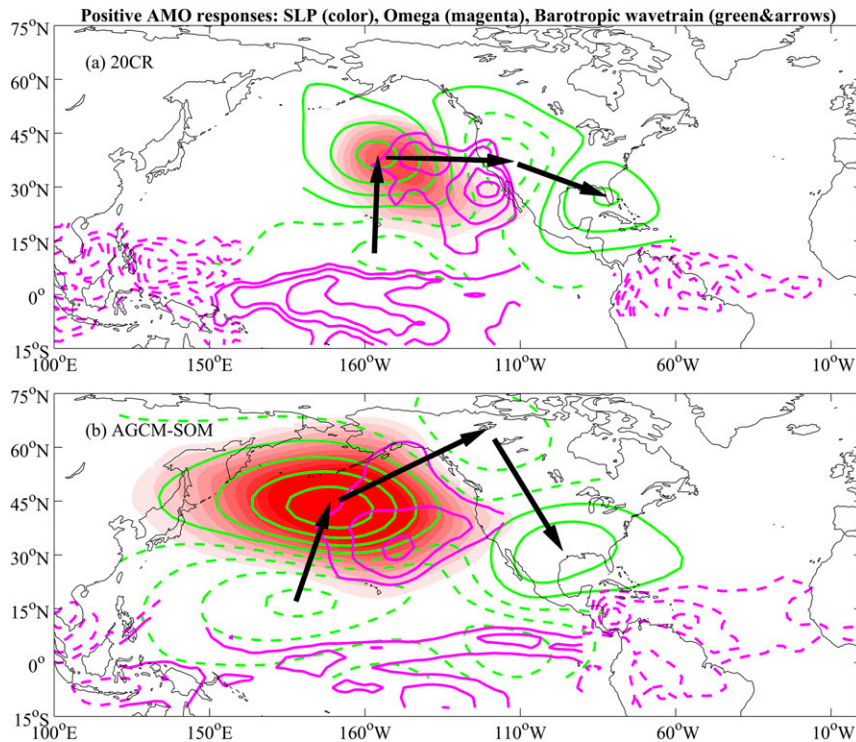 Positive AMO responses: SLP (color), Omega (magenta), Barotropic wavetrain (green&arrows)
75°N
(a) 20CR
60°N
45°N
30°N
15°N
0°
15°S
100°E 150°E 160°W 110°W 60°W 10°W
75°N
(b) AGCM-SOM
60°N
45°N
30°N
15°N
0°
15°S
100°E 150°E 160°W 110°W 60°W 10°W